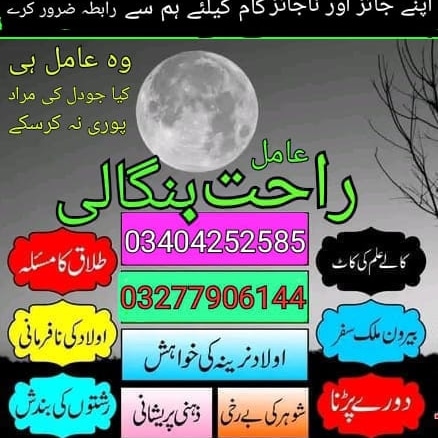 اپنے جائز اور ناجائز کام کیلئے ہم سے رابطہ ضرور کرے
وہ عامل ہی
کیا جودل کی مراد
پوری نہ کرسکے
عامل
راحت بنگالی
03404252585
03277906144
کالے علم کی کاٹ
طلاق کا مسئلہ
بیرون ملک سفر
اولاد کی نافرمانی
اولاد نرینہ کی خواہش
دورے پڑنا
شوہر کی بے رخی
ذہنی پریشانی
رشتوں کی بندش